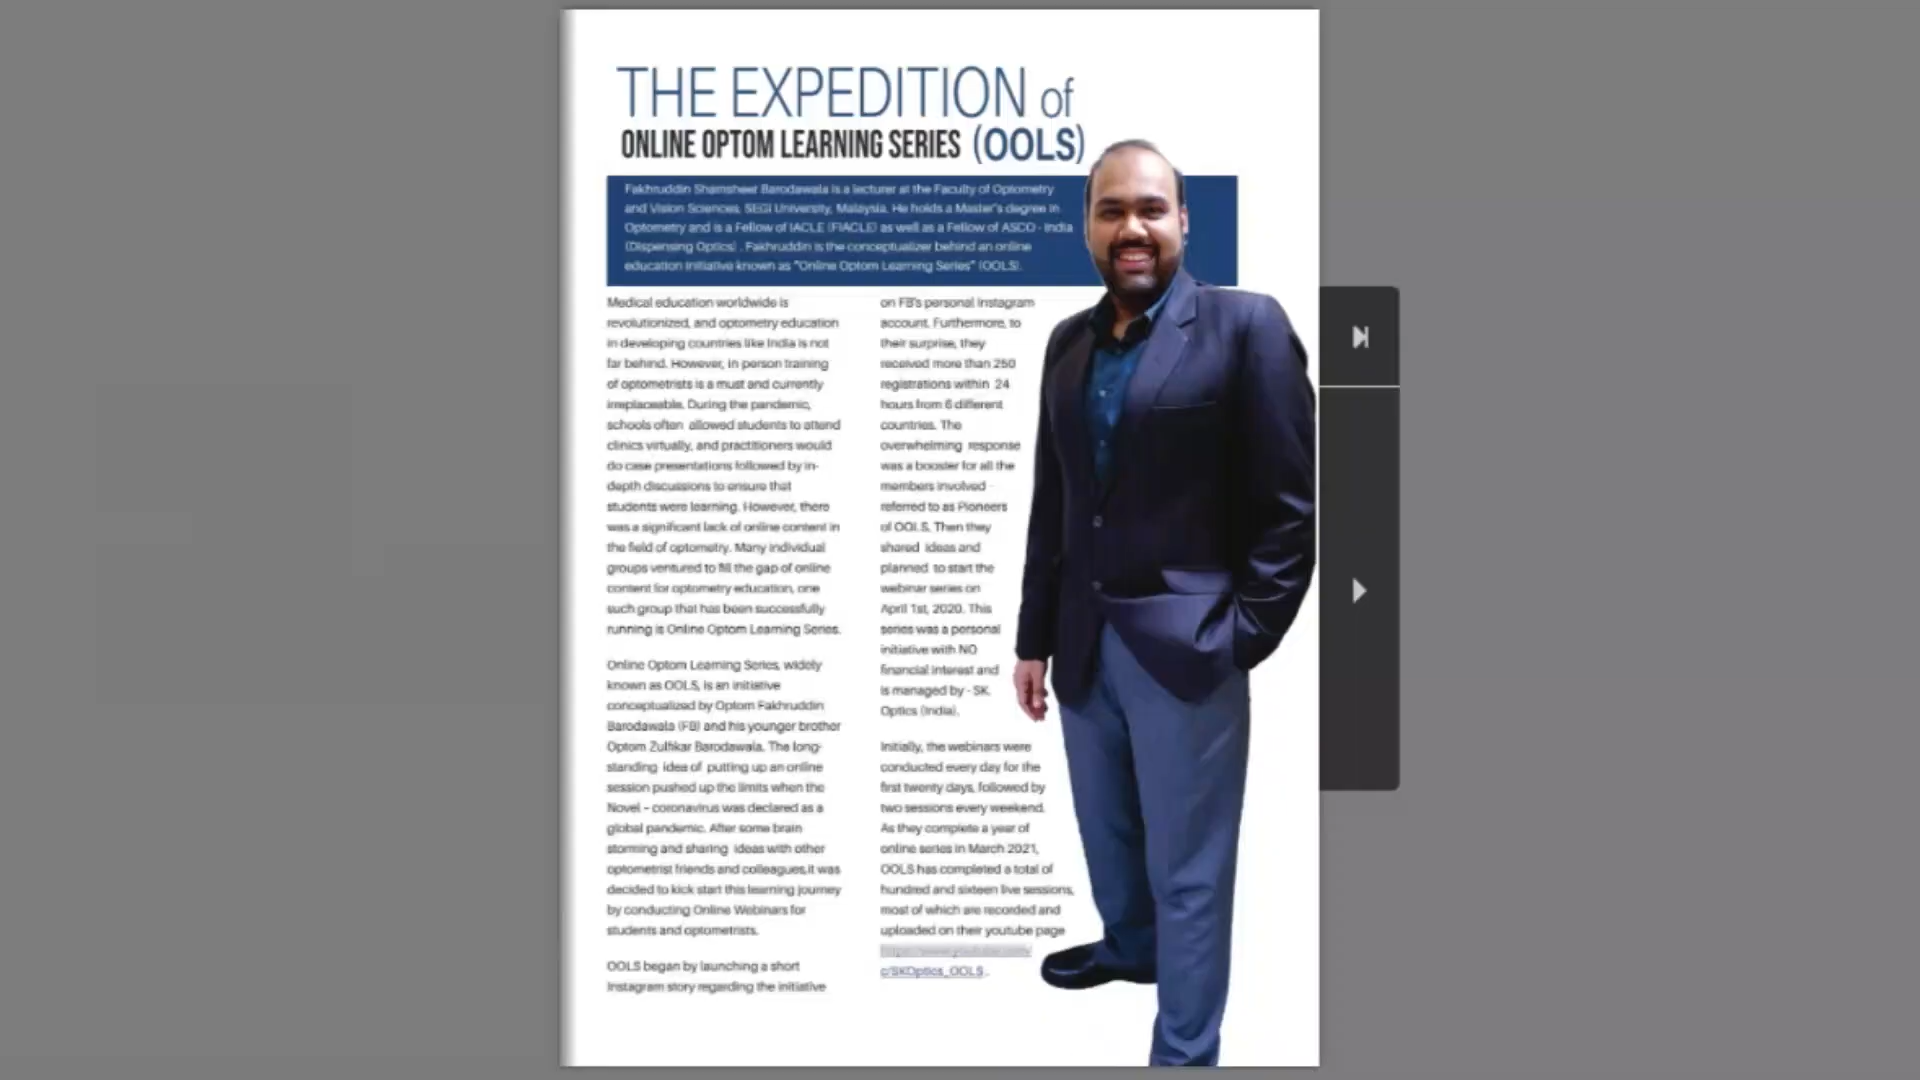 THE EXPEDITION of
ONLINE OPTOM LEARNING SERIES (OOLS)
Fakhruddin Shamsheer Barodawala is a lecturer at the Faculty of Optometry
and Vision Sciences, SEGi University, Malaysia. He holds a Master's degree in
Optometry and is a Fellow of IACLE (FIACLE) as well as a Fellow of ASCO - India
(Dispensing Optics) . Fakhruddin is the conceptualizer behind an online
education initiative known as "Online Optom Learning Series" (OOLS).
Medical education worldwide is
revolutionized, and optometry education
in developing countries like India is not
far behind. However, in person training
of optometrists is a must and currently
irreplaceable. During the pandemic,
schools often allowed students to attend
clinics virtually, and practitioners would
do case presentations followed by in-
depth discussions to ensure that
students were learning. However, there
was a significant lack of online content in
the field of optometry. Many individual
groups ventured to fill the gap of online
content for optometry education, one
such group that has been successfully
running is Online Optom Learning Series.
Online Optom Learning Series, widely
known as OOLS, is an initiative
conceptualized by Optom Fakhruddin
Barodawala (FB) and his younger brother
Optom Zulfikar Barodawala. The long-
standing idea of putting up an online
session pushed up the limits when the
Novel – coronavirus was declared as a
global pandemic. After some brain
storming and sharing ideas with other
optometrist friends and colleagues,it was
decided to kick start this learning journey
by conducting Online Webinars for
students and optometrists.
OOLS began by launching a short
Instagram story regarding the initiative
on FB's personal Instagram
account. Furthermore, to
their surprise, they
received more than 250
registrations within 24
hours from 6 different
countries. The
overwhelming response
was a booster for all the
members involved -
referred to as Pioneers
of OOLS. Then they
shared ideas and
planned to start the
webinar series on
April 1st, 2020. This
series was a personal
initiative with NO
financial interest and
is managed by - SK
Optics (India).
Initially, the webinars were
conducted every day for the
first twenty days, followed by
two sessions every weekend.
As they complete a year of
online series in March 2021,
OOLS has completed a total of
hundred and sixteen live sessions,
most of which are recorded and
uploaded on their youtube page
https://www.youtube.com/
c/SKOptics_OOLS .